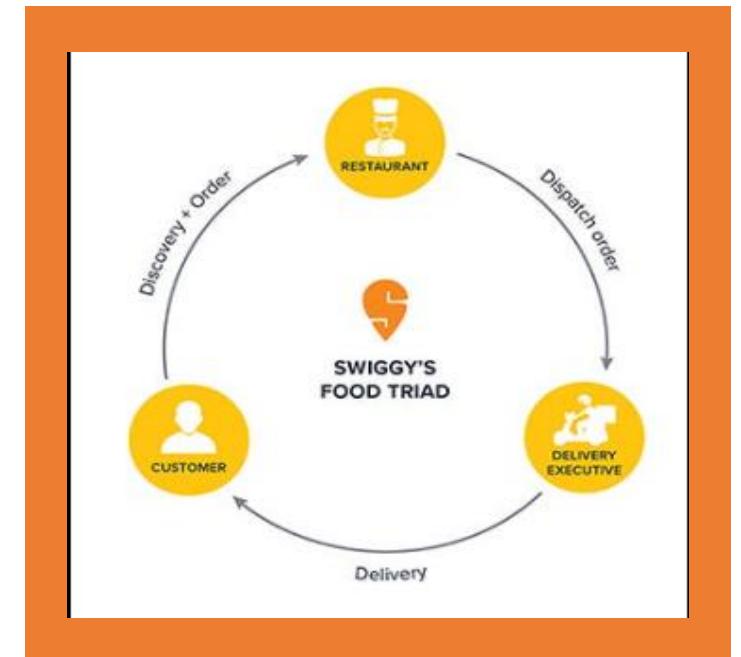 RESTAURANT
Discovery + Order
Dispatch order
SWIGGY'S
FOOD TRIAD
CUSTOMER
DELIVERY
EXECUTIVE
Delivery